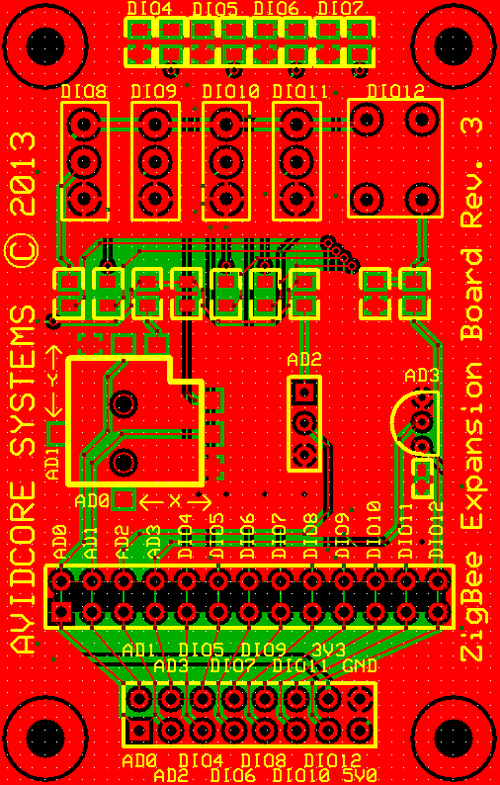 DIO4 DIO5 DIO6 DIO7
DIO8 DIO9 DIO10 DIO11 DIO12
AVIDCORE SYSTEMS © 2013
ZigBee Expansion Board Rev. 3
AD2
AD3
Y
AD1
AD0
X
AD0 AD1 AD2 AD3 DIO4 DIO5 DIO6 DIO7 DIO8 DIO9 DIO10 DIO11 DIO12
AD1 DIO5 DIO9 3V3
AD3 DIO7 DIO11 GND
AD0 DIO4 DIO8 DIO12
AD2 DIO6 DIO10 5V0